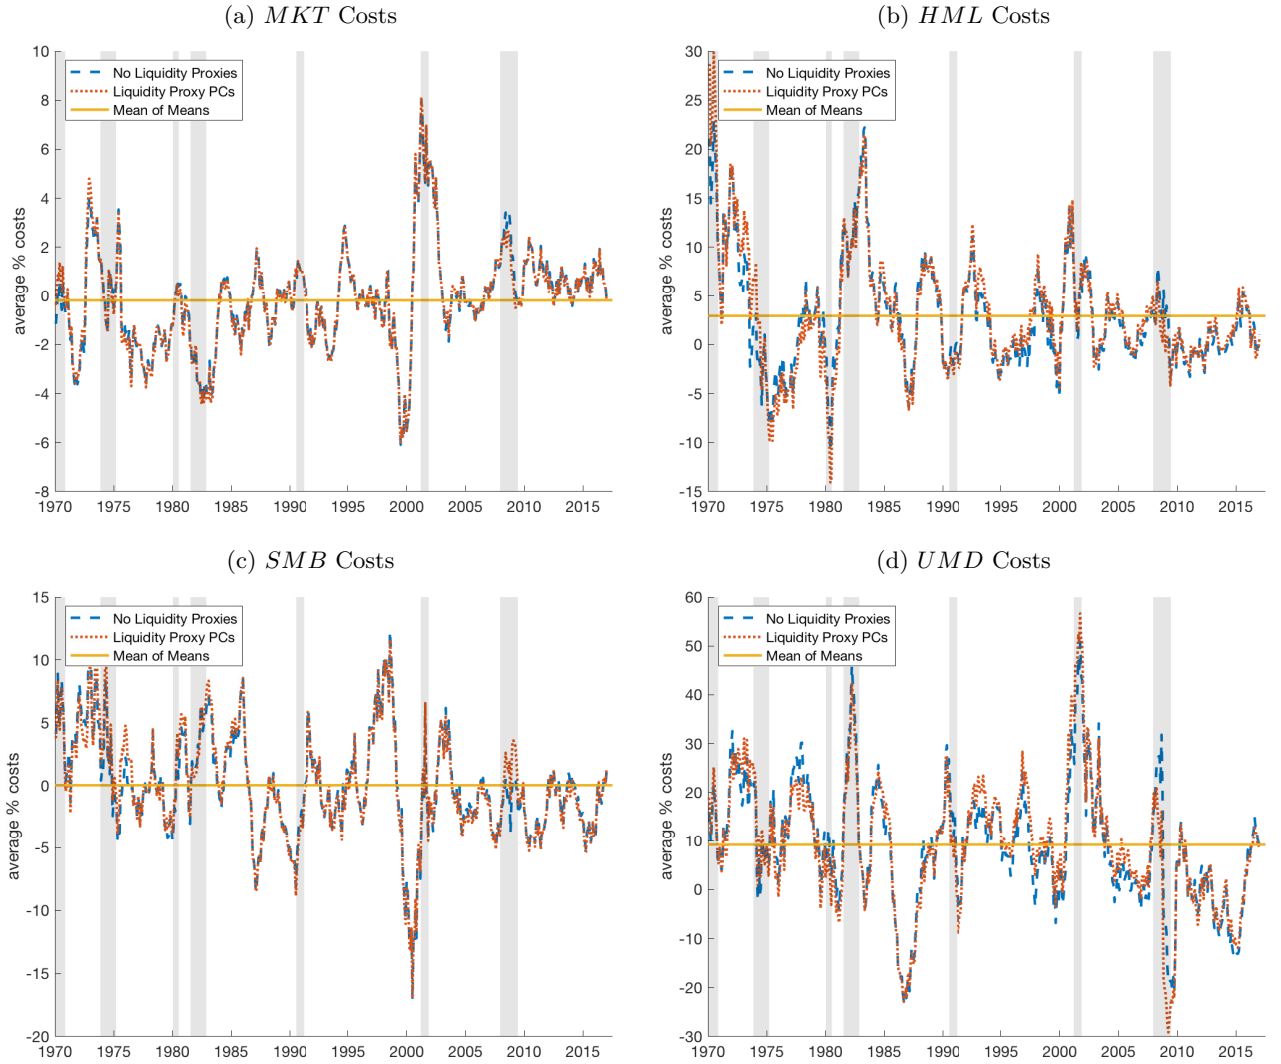 (a) MKT Costs
average % costs
10
8
6
4
2
0
-2
-4
-6
-8
No Liquidity Proxies
Liquidity Proxy PCs
Mean of Means
1970 1975 1980 1985 1990 1995 2000 2005 2010 2015
(b) HML Costs
average % costs
30
25
20
15
10
5
0
-5
-10
-15
No Liquidity Proxies
Liquidity Proxy PCs
Mean of Means
1970 1975 1980 1985 1990 1995 2000 2005 2010 2015
(c) SMB Costs
average % costs
15
10
5
0
-5
-10
-15
-20
No Liquidity Proxies
Liquidity Proxy PCs
Mean of Means
1970 1975 1980 1985 1990 1995 2000 2005 2010 2015
(d) UMD Costs
average % costs
60
50
40
30
20
10
0
-10
-20
-30
No Liquidity Proxies
Liquidity Proxy PCs
Mean of Means
1970 1975 1980 1985 1990 1995 2000 2005 2010 2015